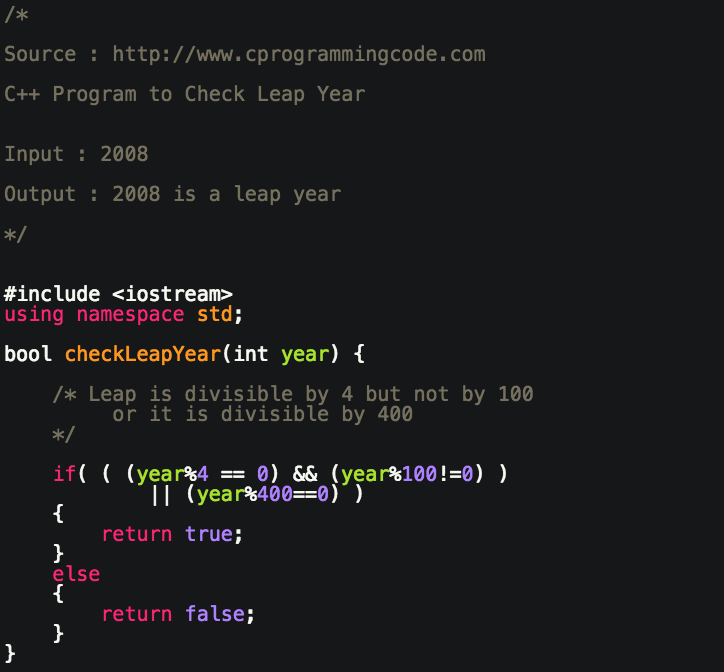 /*
Source : http://www.cprogrammingcode.com
C++ Program to Check Leap Year
Input : 2008
Output : 2008 is a leap year
*/
#include <iostream>
using namespace std;
bool checkLeapYear(int year) {
/* Leap is divisible by 4 but not by 100
or it is divisible by 400
*/
if( ( (year%4 == 0) && (year%100!=0) )
|| (year%400==0) )
{
return true;
}
else
{
return false;
}
}